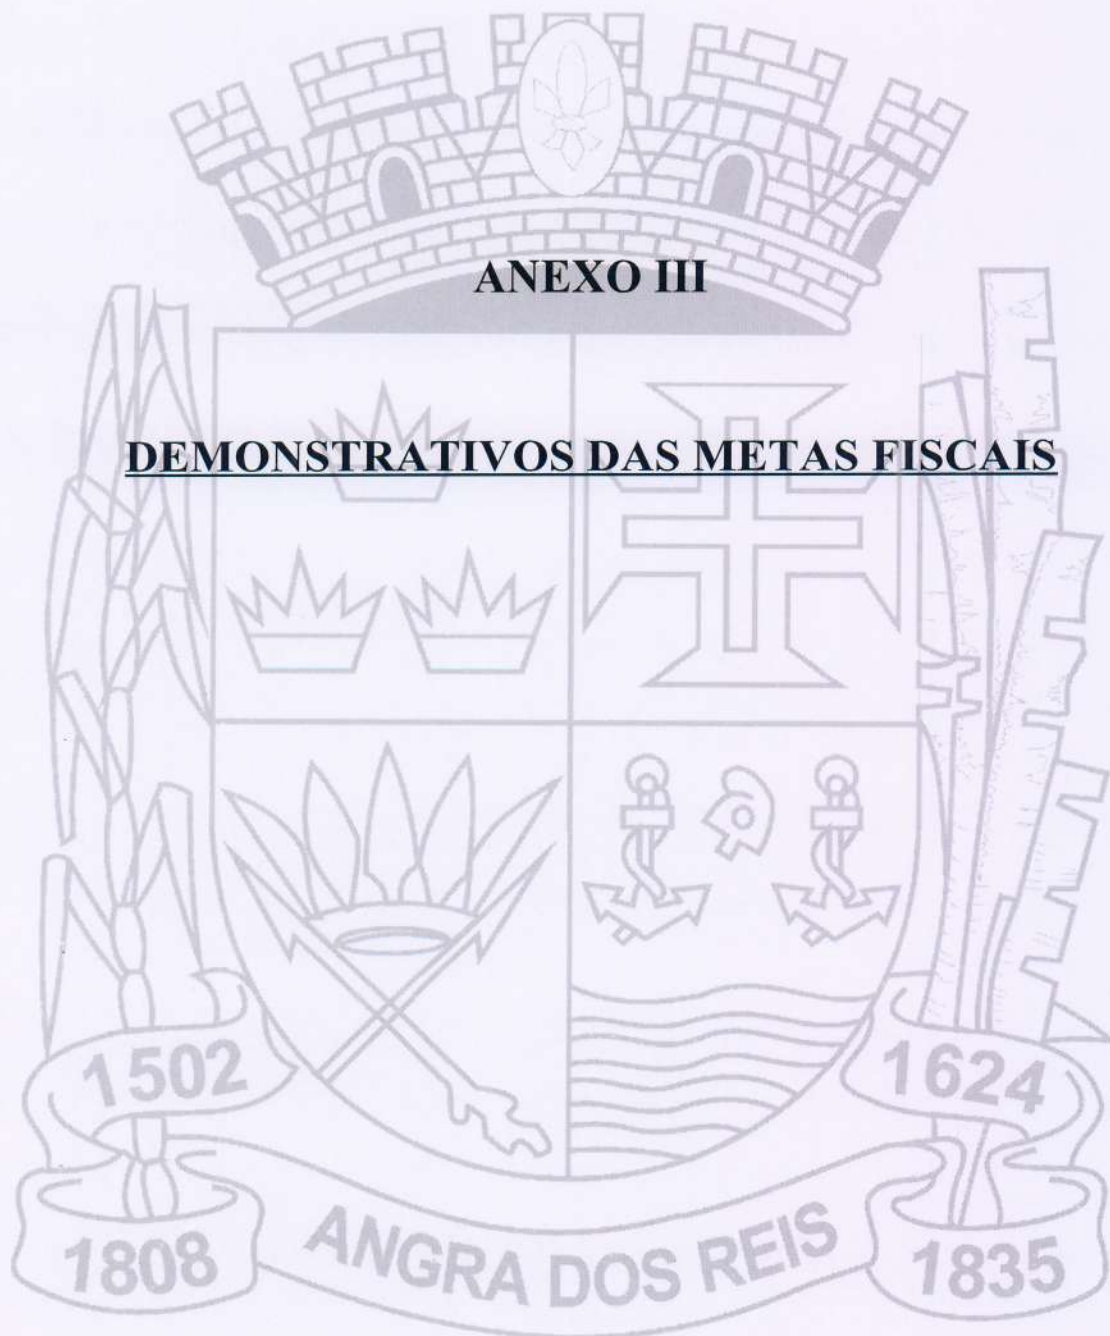 ANEXO III
DEMONSTRATIVOS DAS METAS FISCAIS
1502
1624
1808
ANGRA DOS REIS
1835